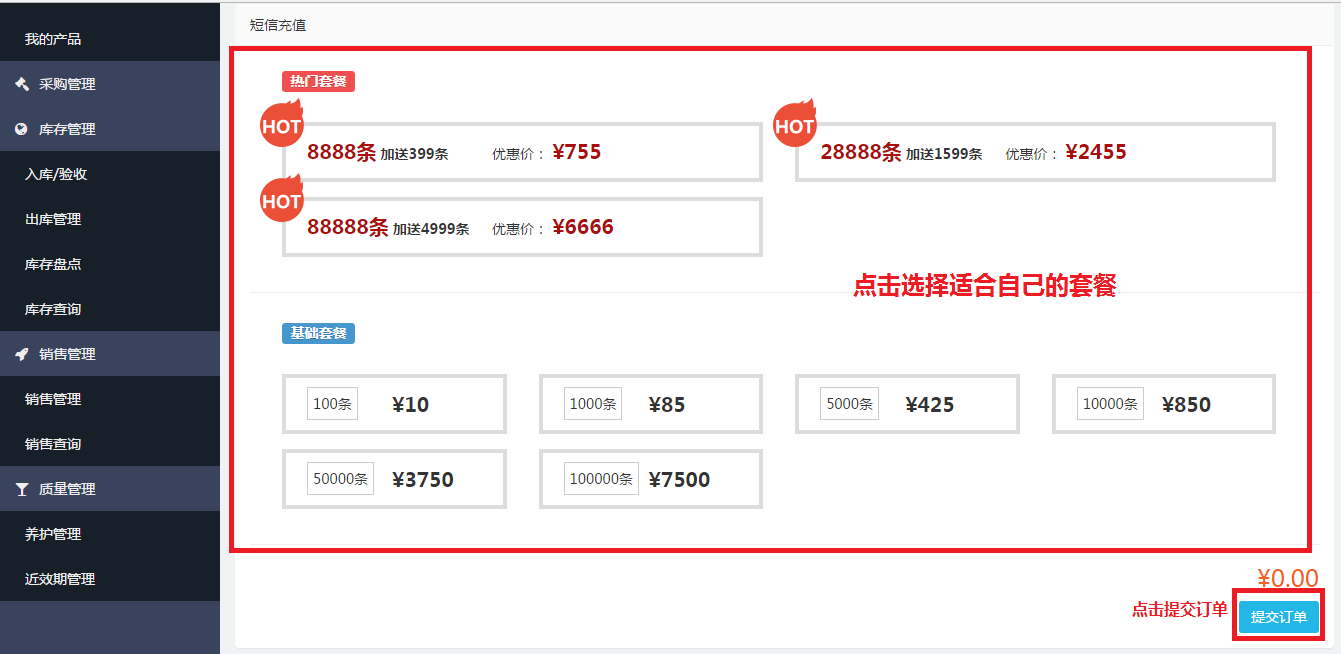 短信充值
我的产品
采购管理
库存管理
入库/验收
出库管理
库存盘点
库存查询
销售管理
销售管理
销售查询
质量管理
养护管理
近效期管理
热门套餐
HOT
8888条 加送399条 优惠价： ¥755
HOT
28888条 加送1599条 优惠价： ¥2455
HOT
88888条 加送4999条 优惠价： ¥6666
点击选择适合自己的套餐
基础套餐
100条 ¥10
1000条 ¥85
5000条 ¥425
10000条 ¥850
50000条 ¥3750
100000条 ¥7500
¥0.00
点击提交订单
提交订单